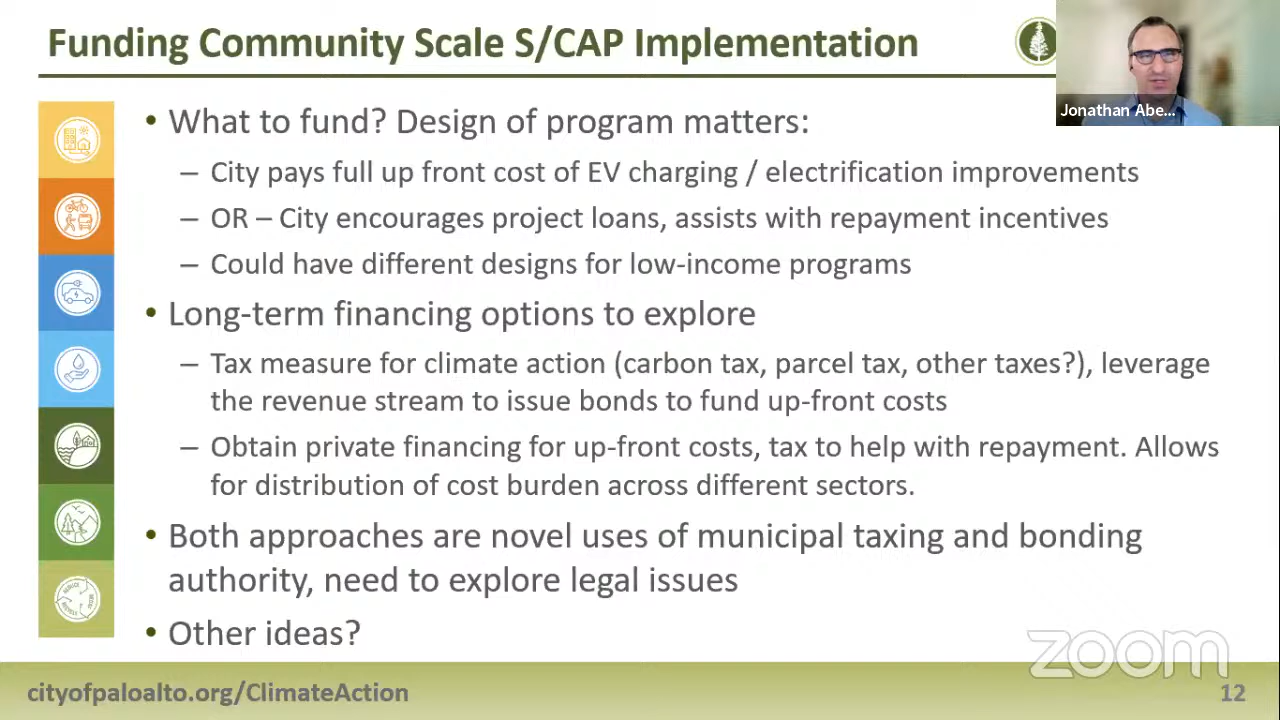 Funding Community Scale S/CAP Implementation
Jonathan Abe...
• What to fund? Design of program matters:
– City pays full up front cost of EV charging / electrification improvements
– OR – City encourages project loans, assists with repayment incentives
– Could have different designs for low-income programs
• Long-term financing options to explore
– Tax measure for climate action (carbon tax, parcel tax, other taxes?), leverage
the revenue stream to issue bonds to fund up-front costs
– Obtain private financing for up-front costs, tax to help with repayment. Allows
for distribution of cost burden across different sectors.
• Both approaches are novel uses of municipal taxing and bonding
authority, need to explore legal issues
• Other ideas?
zoom
cityofpaloalto.org/ClimateAction
12